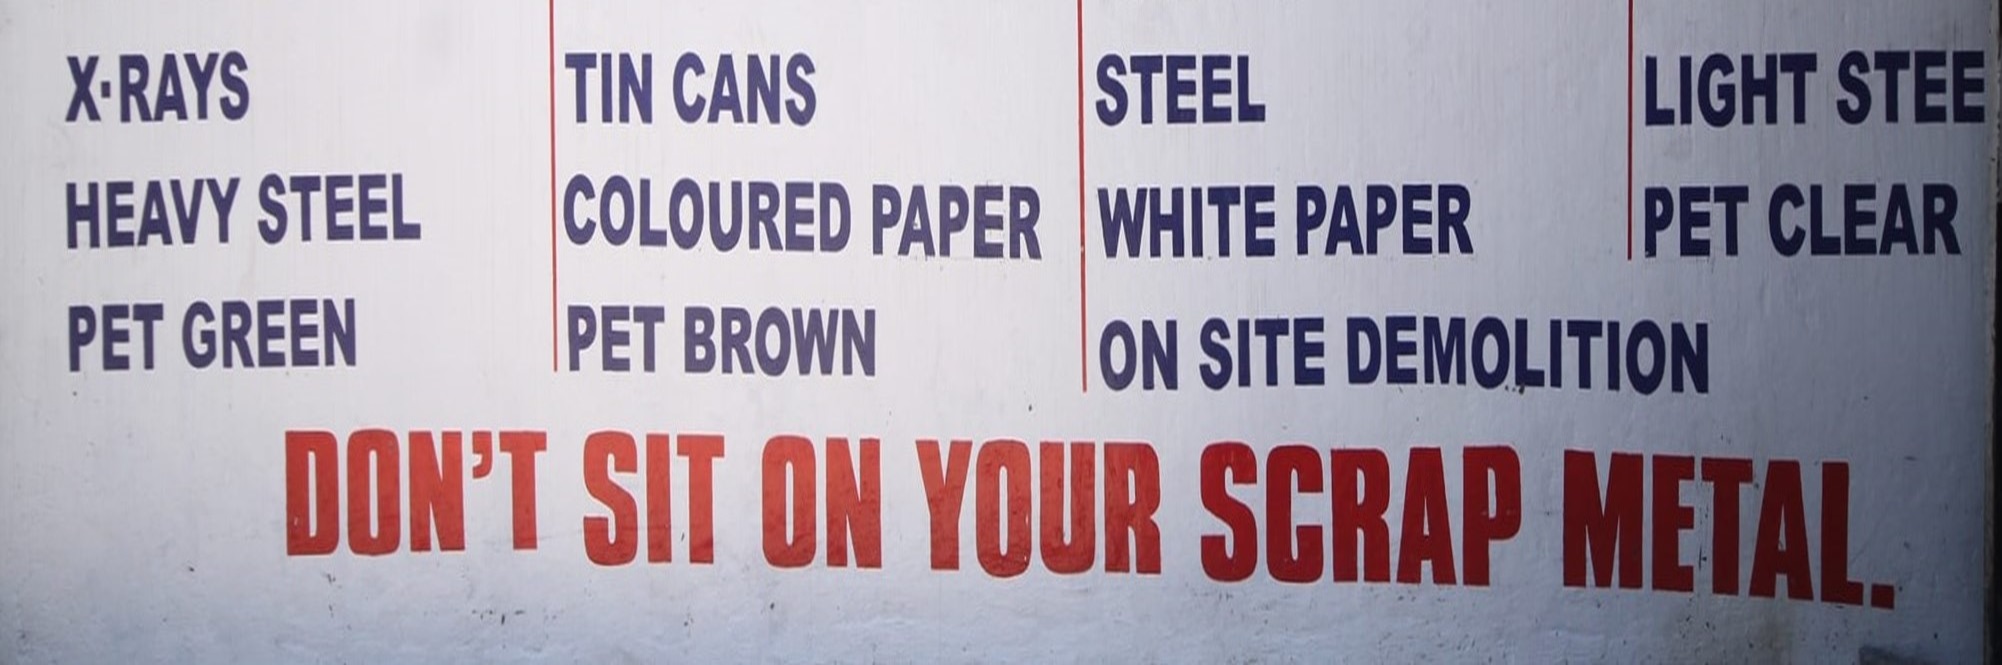 X-RAYS TIN CANS STEEL LIGHT STEE
HEAVY STEEL COLOURED PAPER WHITE PAPER PET CLEAR
PET GREEN PET BROWN ON SITE DEMOLITION
DON'T SIT ON YOUR SCRAP METAL.